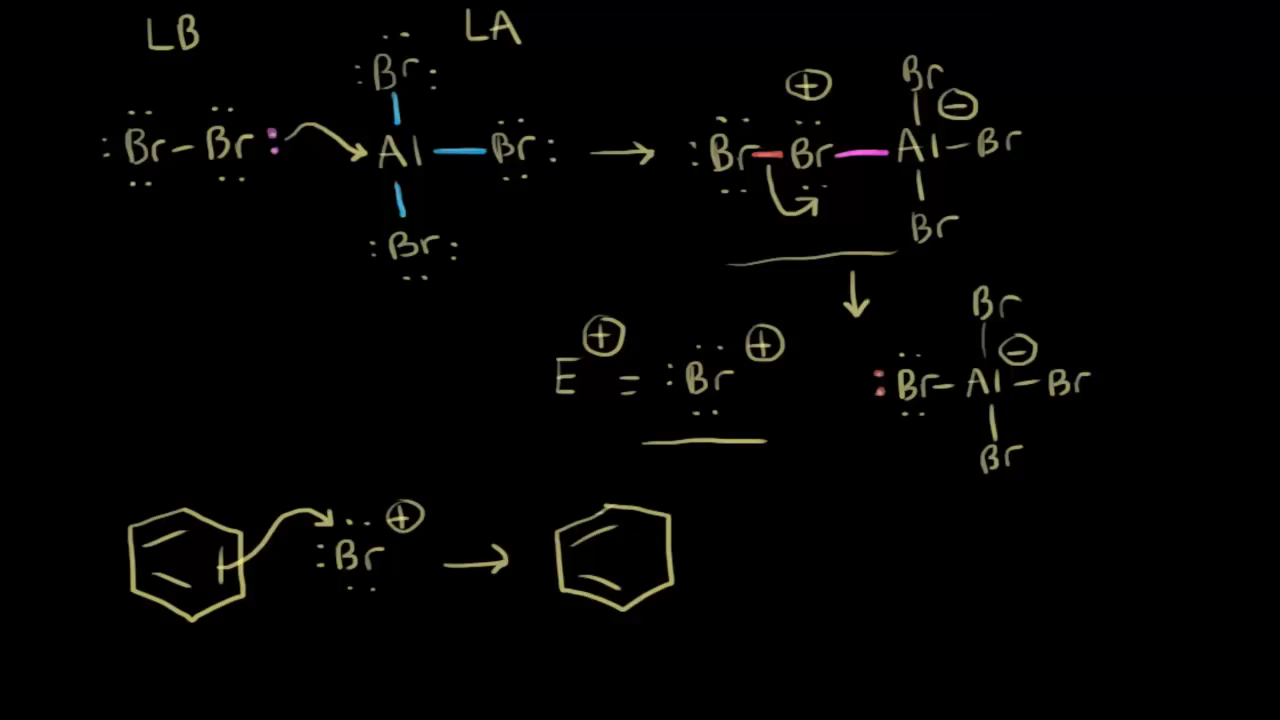 LB LA
:Br: Br
:Br–Br: Al–Br: → :Br–Br–Al–Br
⊕ ⊖
:Br: Br
↓
Br
E⊕ = :Br⊕ :Br–Al⊖–Br
Br
:Br⊕ →